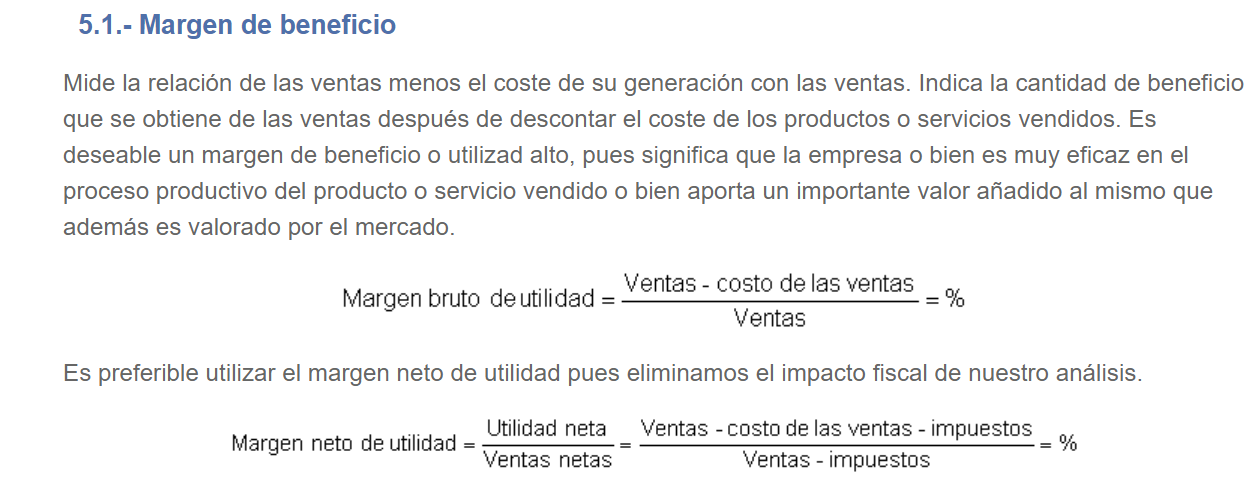 5.1.- Margen de beneficio
Mide la relación de las ventas menos el coste de su generación con las ventas. Indica la cantidad de beneficio
que se obtiene de las ventas después de descontar el coste de los productos o servicios vendidos. Es
deseable un margen de beneficio o utilizad alto, pues significa que la empresa o bien es muy eficaz en el
proceso productivo del producto o servicio vendido o bien aporta un importante valor añadido al mismo que
además es valorado por el mercado.
Margen bruto de utilidad = (Ventas - costo de las ventas) / Ventas = %
Es preferible utilizar el margen neto de utilidad pues eliminamos el impacto fiscal de nuestro análisis.
Margen neto de utilidad = Utilidad neta / Ventas netas = (Ventas - costo de las ventas - impuestos) / (Ventas - impuestos) = %